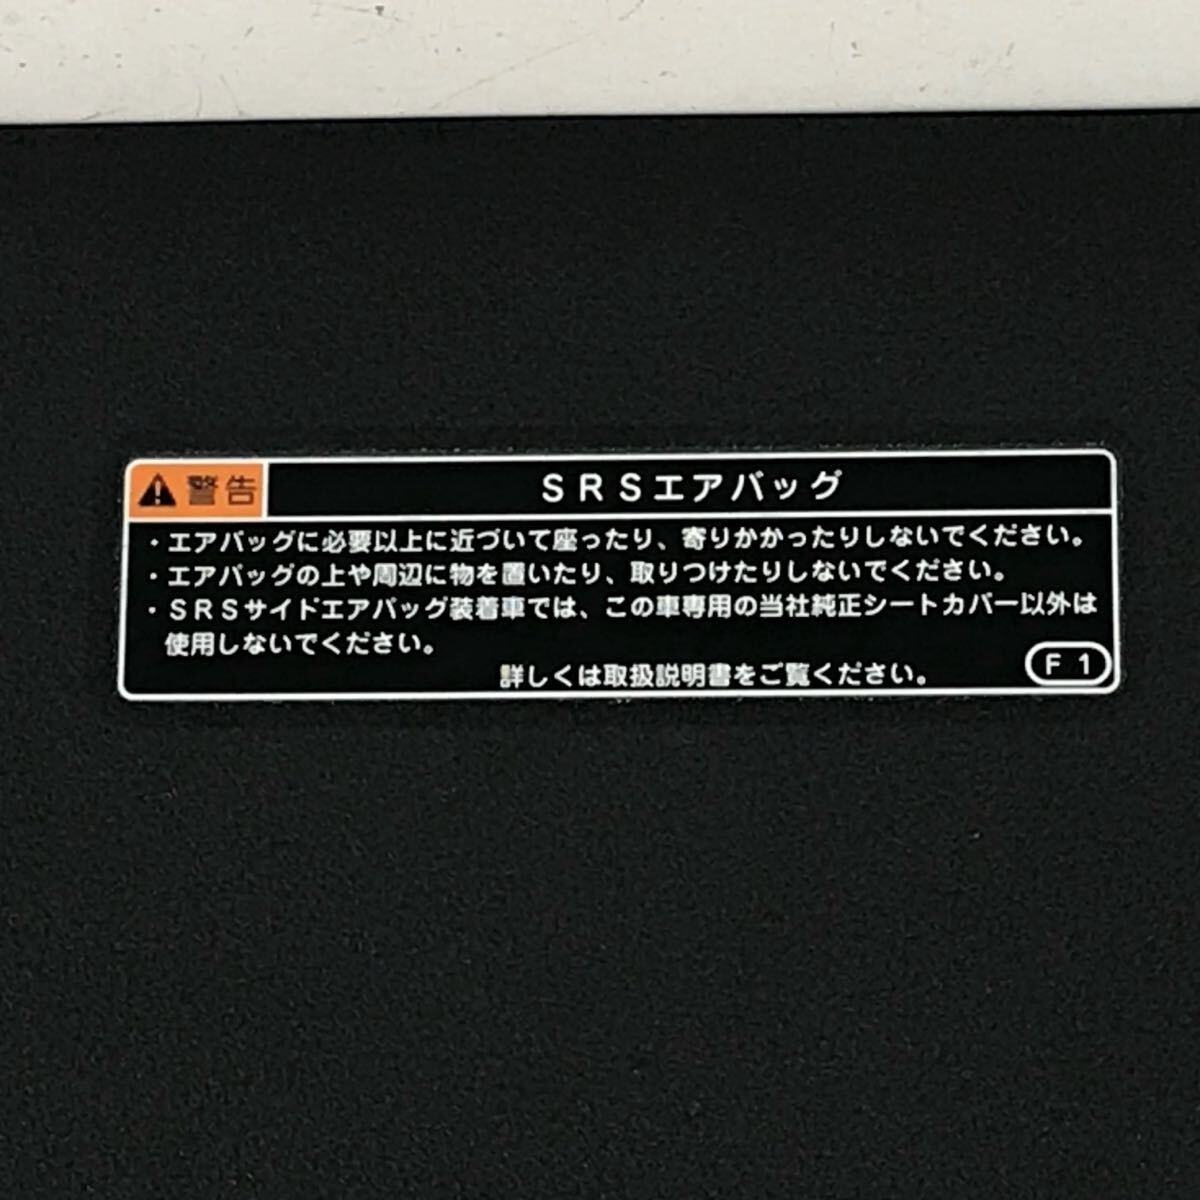 警告
SRSエアバッグ
・エアバッグに必要以上に近づいて座ったり、寄りかかったりしないでください。
・エアバッグの上や周辺に物を置いたり、取りつけたりしないでください。
・SRSサイドエアバッグ装着車では、この車専用の当社純正シートカバー以外は
使用しないでください。
詳しくは取扱説明書をご覧ください。
F 1